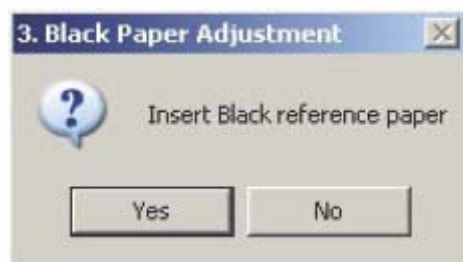 3. Black Paper Adjustment
Insert Black reference paper
Yes
No